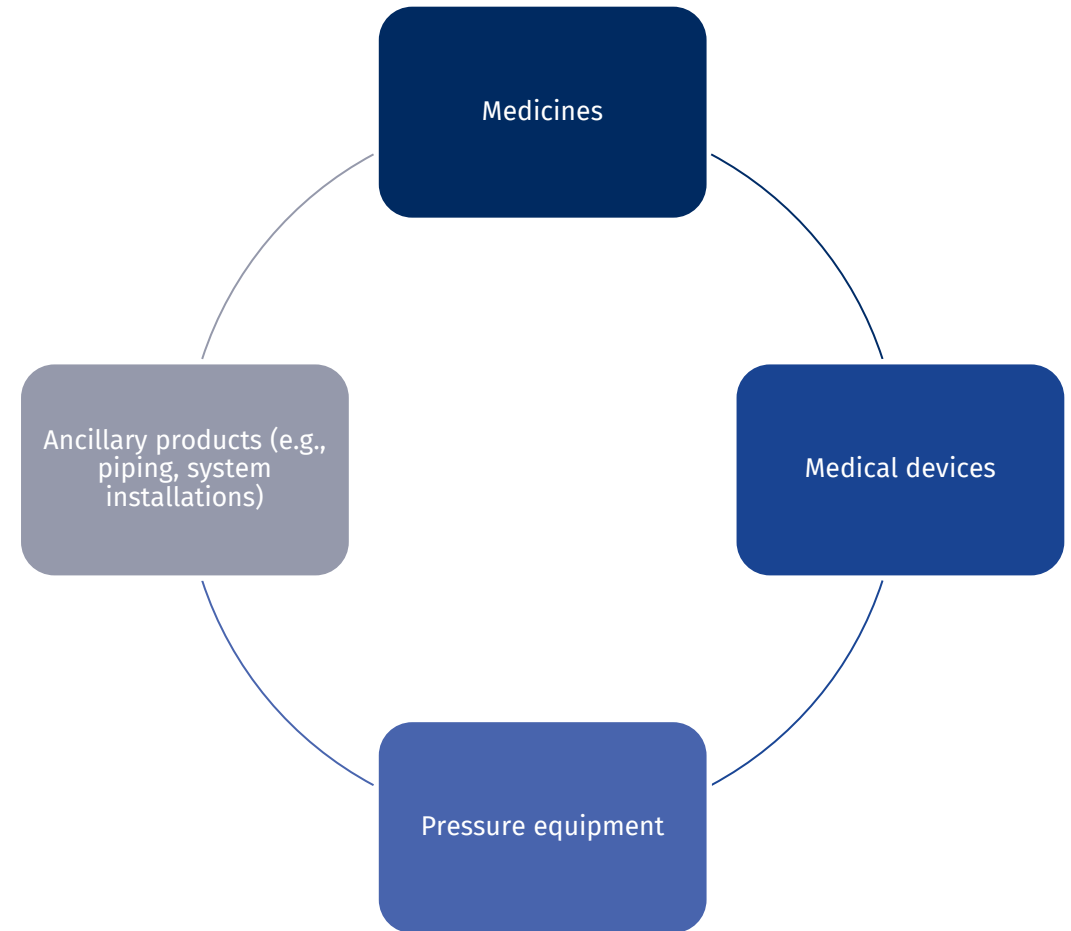 Medicines
Ancillary products (e.g.,
piping, system
installations)
Medical devices
Pressure equipment